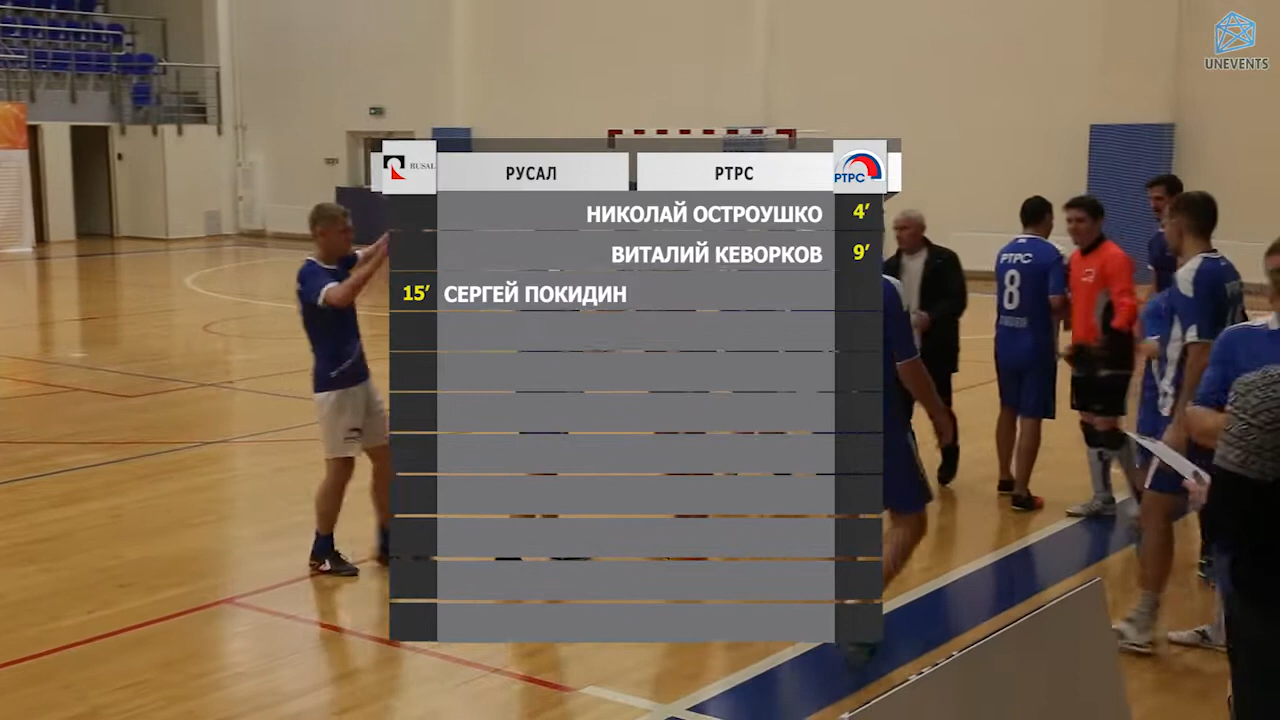 UNEVENTS
RUSAL
РУСАЛ
РТРС
РТРС
НИКОЛАЙ ОСТРОУШКО 4’
ВИТАЛИЙ КЕВОРКОВ 9’
15’ СЕРГЕЙ ПОКИДИН
РТРС
8